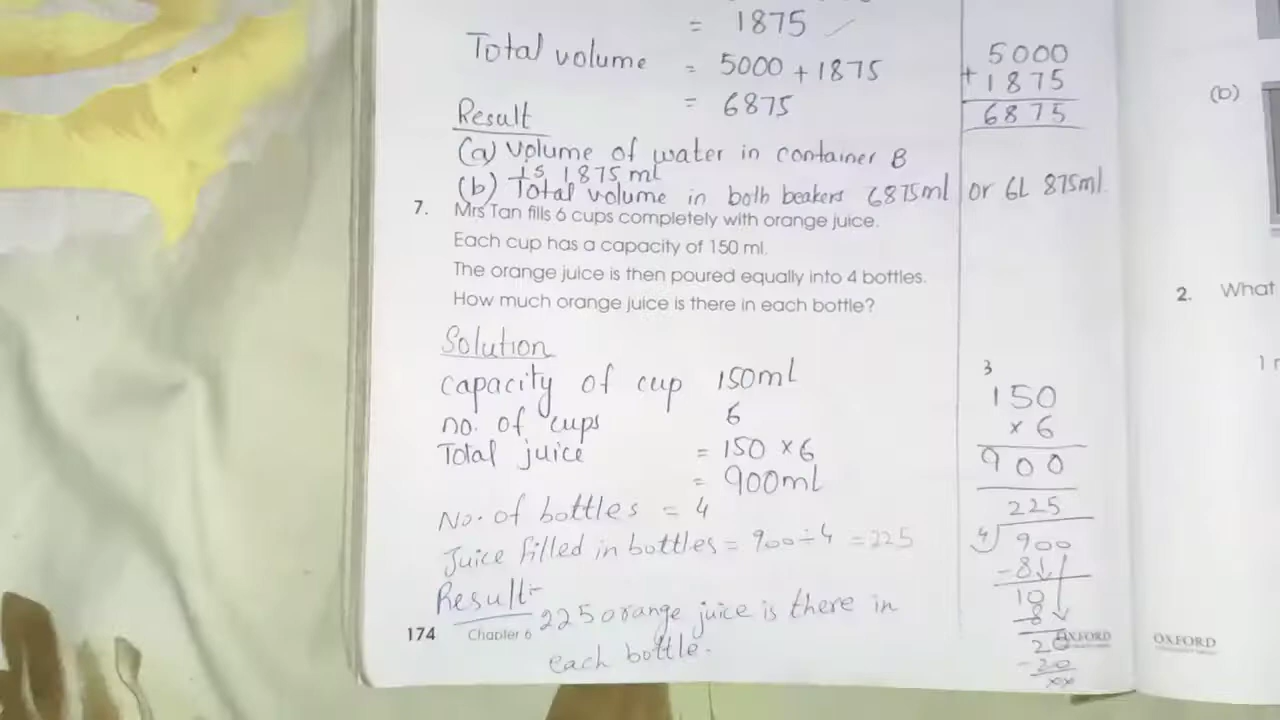 = 1875
Total volume = 5000 + 1875
= 6875
5000
+ 1875
6875
Result
(a) Volume of water in container B
is 1875 ml
(b) Total volume in both beakers 6875ml or 6L 875ml.
7. Mrs Tan fills 6 cups completely with orange juice.
Each cup has a capacity of 150 ml.
The orange juice is then poured equally into 4 bottles.
How much orange juice is there in each bottle?
Solution
capacity of cup 150ml
no. of cups 6
Total juice = 150 × 6
= 900ml
No. of bottles = 4
Juice filled in bottles = 900÷4 = 225
Result:-
225 orange juice is there in
each bottle.
3
150
× 6
900
225
4 900
-8
10
8
20
-20
xx
174 Chapter 6
OXFORD
(b)
2. What
1
OXFORD